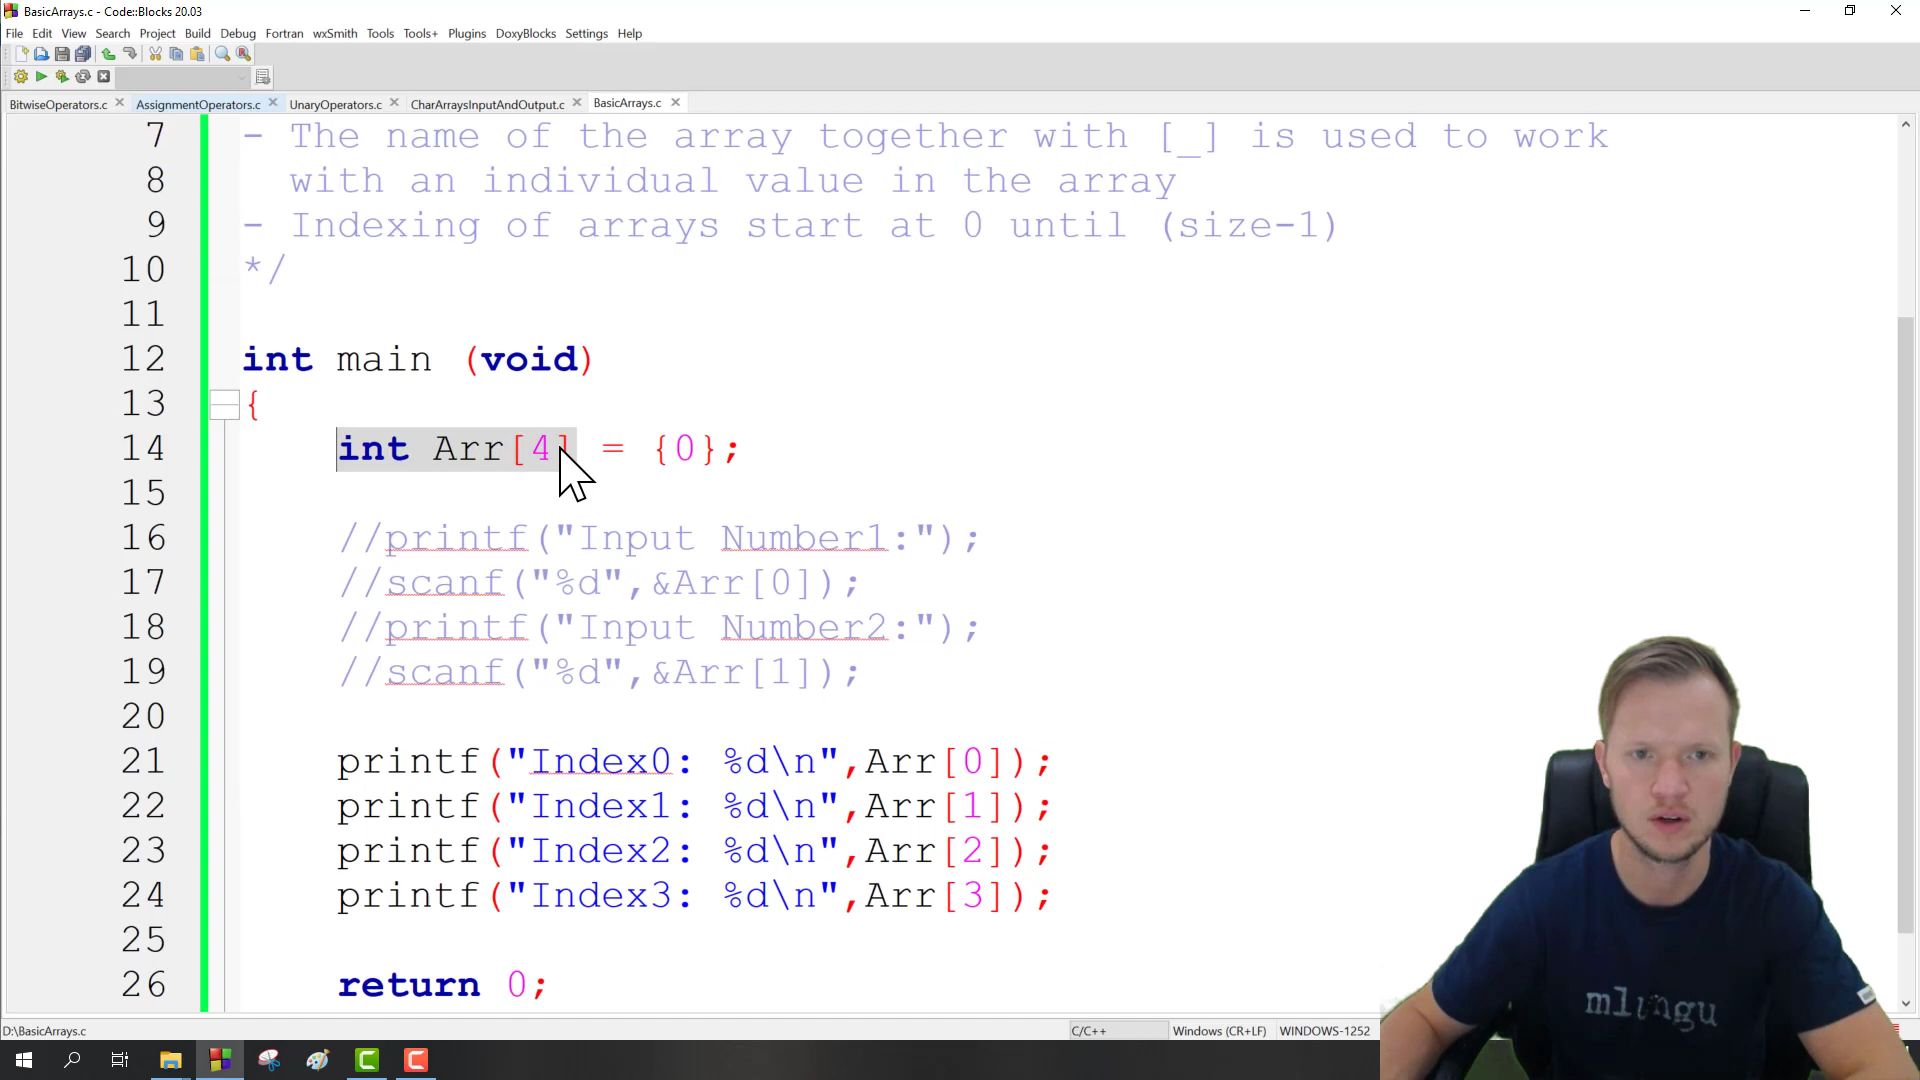 BasicArrays.c - Code::Blocks 20.03
File Edit View Search Project Build Debug Fortran wxSmith Tools Tools+ Plugins DoxyBlocks Settings Help
BitwiseOperators.c AssignmentOperators.c UnaryOperators.c CharArraysInputAndOutput.c BasicArrays.c
7 - The name of the array together with [_] is used to work
8 with an individual value in the array
9 - Indexing of arrays start at 0 until (size-1)
10 */
11
12 int main (void)
13 {
14 int Arr[4] = {0};
15
16 //printf("Input Number1:");
17 //scanf("%d",&Arr[0]);
18 //printf("Input Number2:");
19 //scanf("%d",&Arr[1]);
20
21 printf("Index0: %d\n",Arr[0]);
22 printf("Index1: %d\n",Arr[1]);
23 printf("Index2: %d\n",Arr[2]);
24 printf("Index3: %d\n",Arr[3]);
25
26 return 0;
mlungu
D:\BasicArrays.c C/C++ Windows (CR+LF) WINDOWS-1252